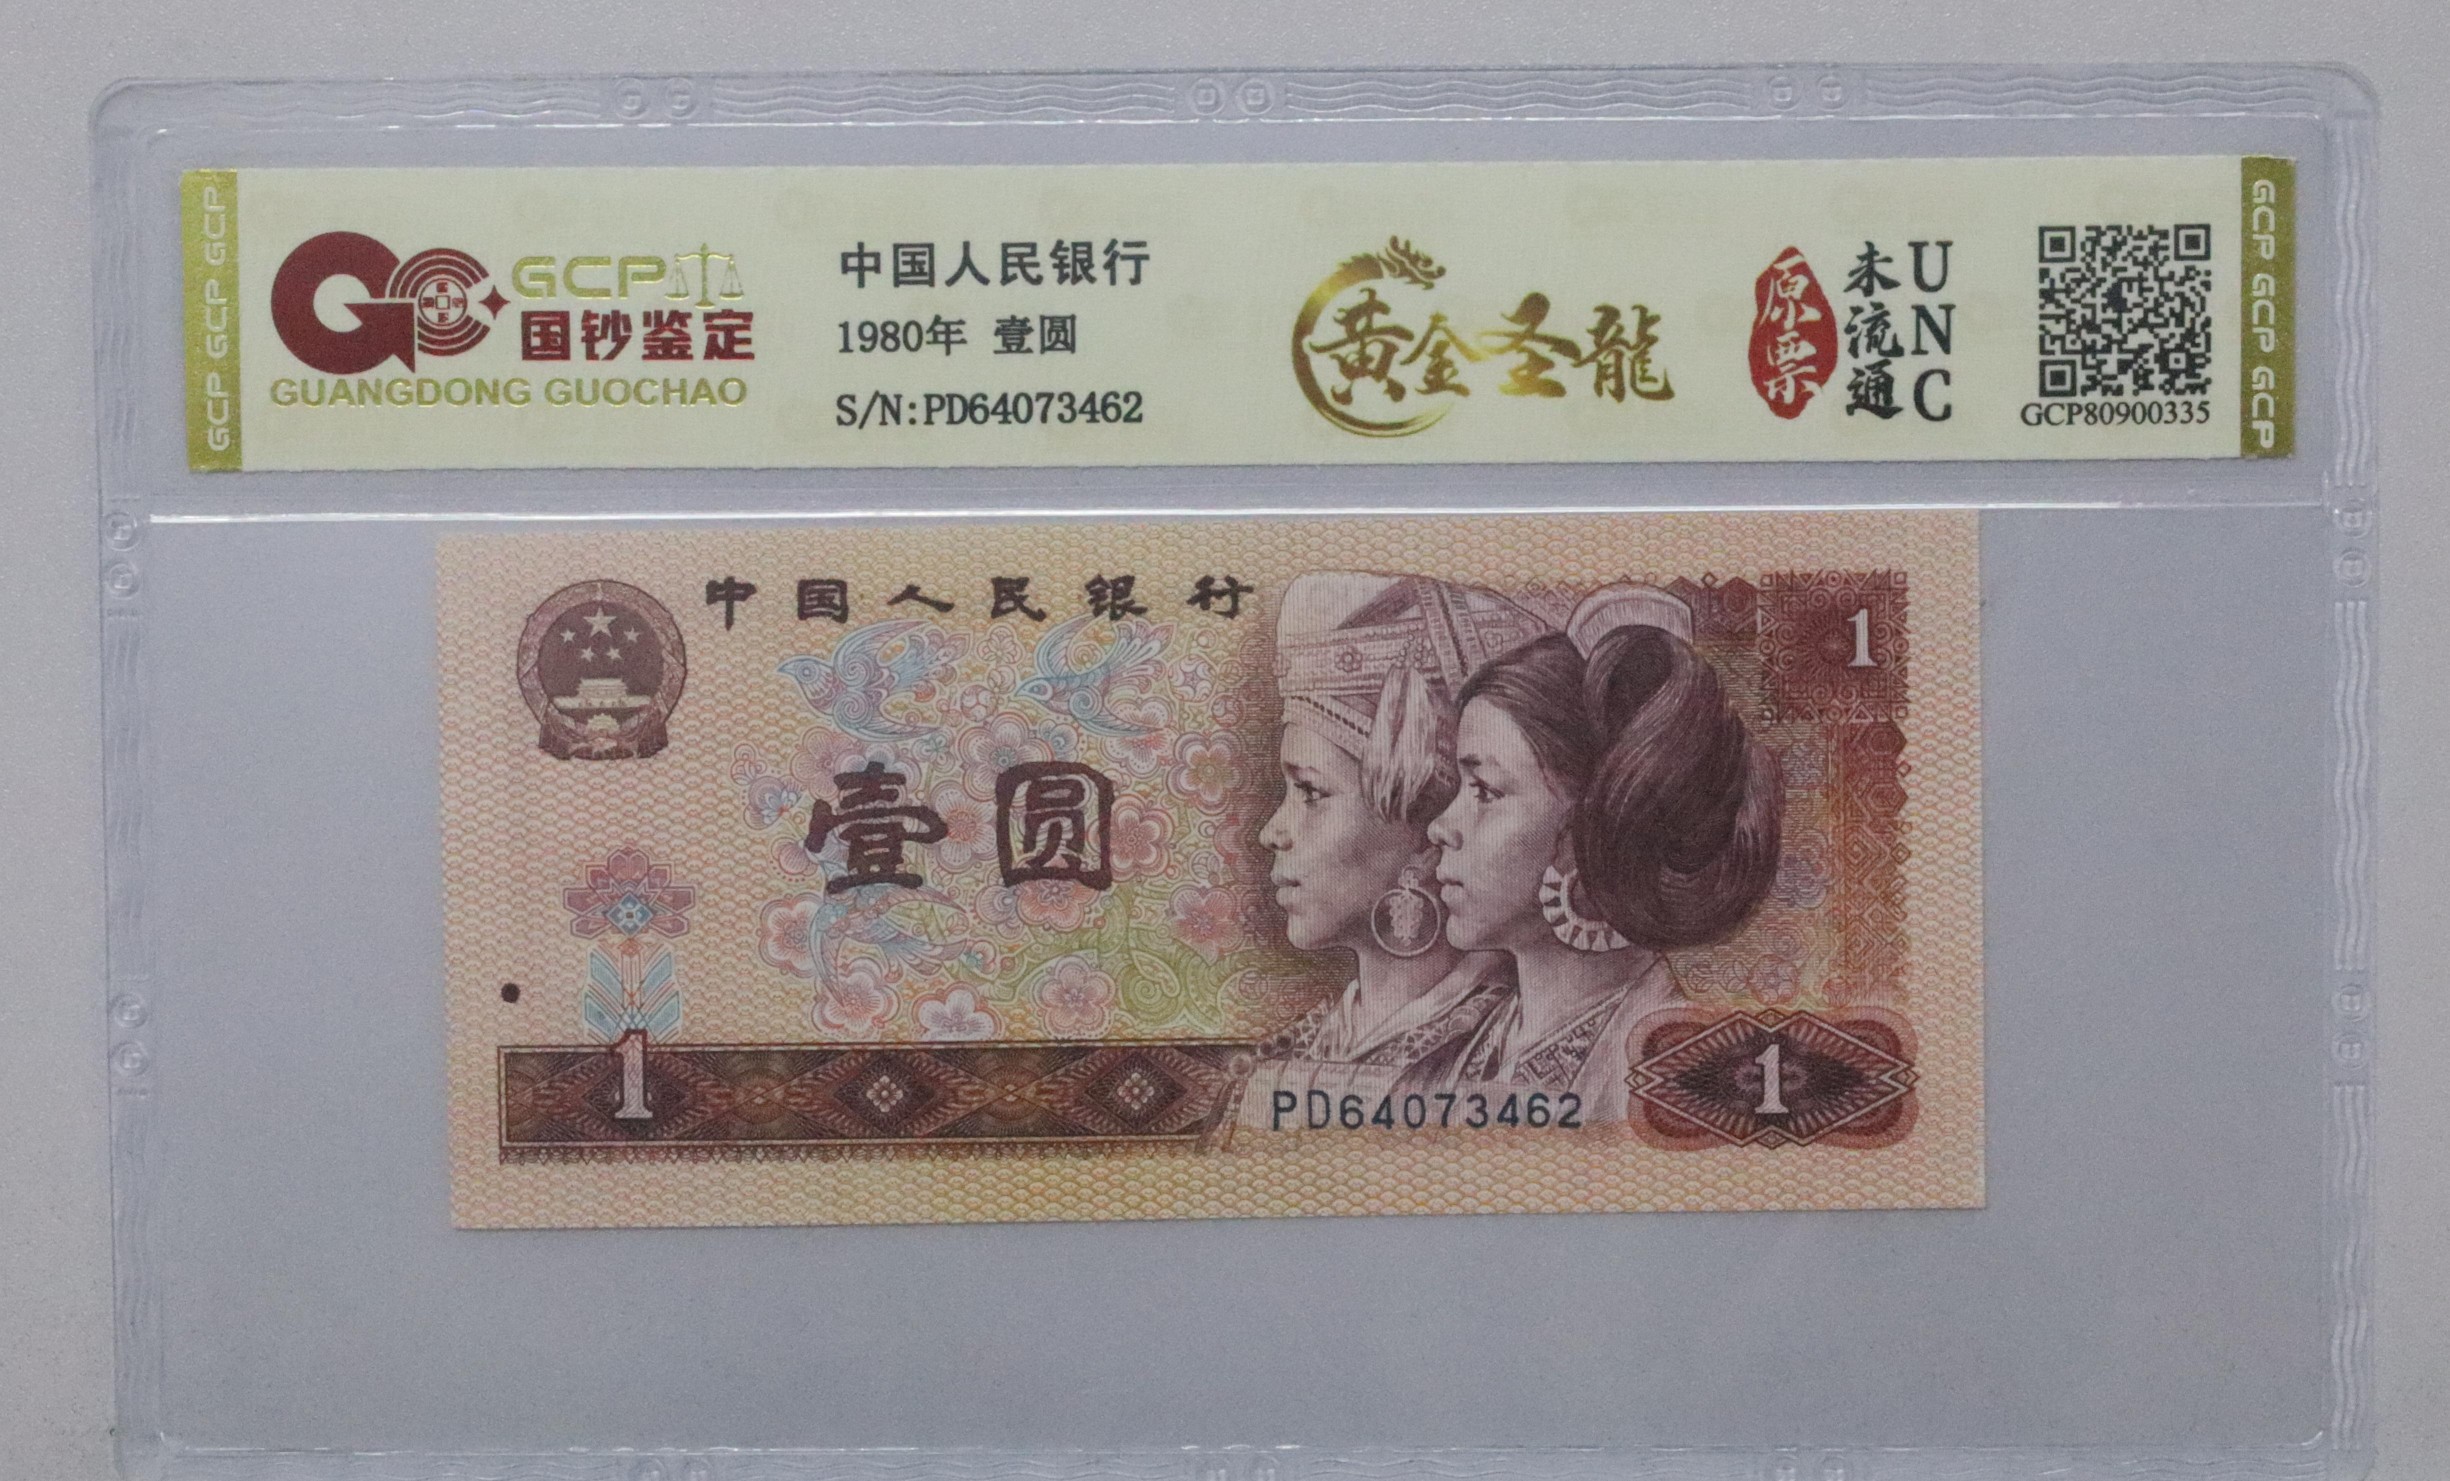 GCP GCP GCP
GCP
国钞鉴定
GUANGDONG GUOCHAO
中国人民银行
1980年 壹圆
S/N:PD64073462
黄金圣龍
原票
未流通
UNC
GCP80900335
GCP GCP GCP
中国人民银行
1
壹圆
1
PD64073462
1